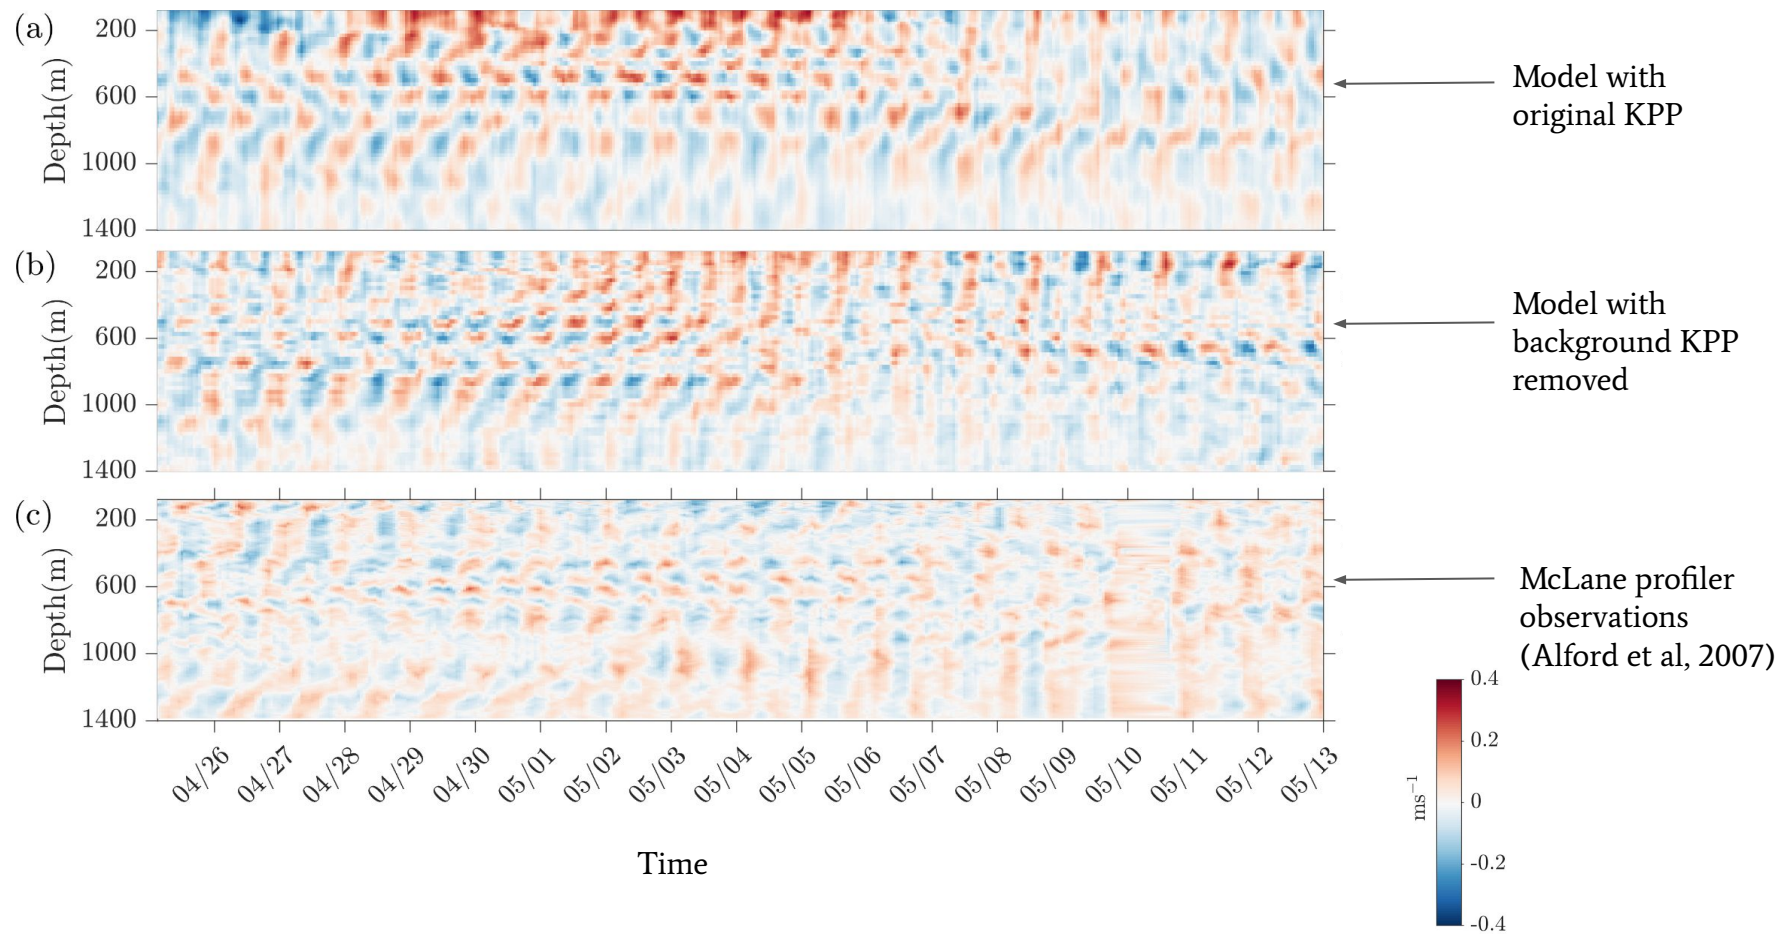 (a)
Depth(m)
200
600
1000
1400
Model with
original KPP
(b)
Depth(m)
200
600
1000
1400
Model with
background KPP
removed
(c)
Depth(m)
200
600
1000
1400
McLane profiler
observations
(Alford et al, 2007)
04/26
04/27
04/28
04/29
04/30
05/01
05/02
05/03
05/04
05/05
05/06
05/07
05/08
05/09
05/10
05/11
05/12
05/13
Time
ms⁻¹
0.4
0.2
0
-0.2
-0.4